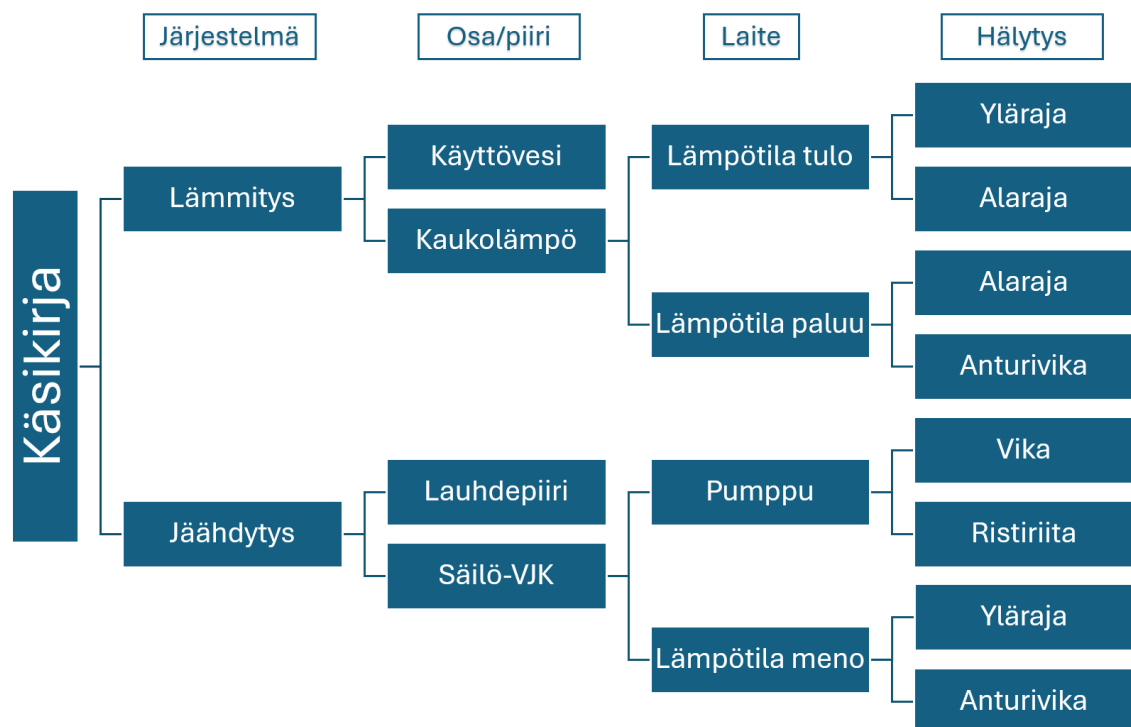 Järjestelmä
Osa/piiri
Laite
Hälytys
Käsikirja
Lämmitys
Käyttövesi
Kaukolämpö
Lämpötila tulo
Yläraja
Alaraja
Lämpötila paluu
Alaraja
Anturivika
Jäähdytys
Lauhdepiiri
Säilö-VJK
Pumppu
Vika
Ristiriita
Lämpötila meno
Yläraja
Anturivika